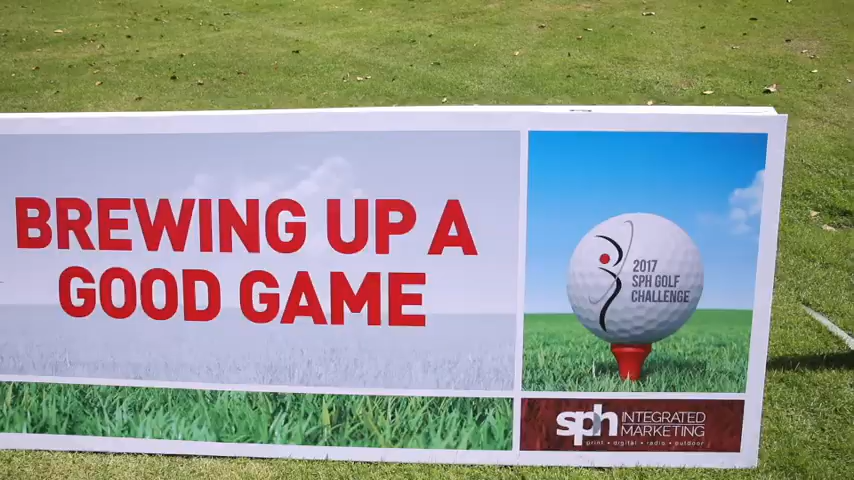 BREWING UP A
GOOD GAME
2017
SPH GOLF
CHALLENGE
sph INTEGRATED
MARKETING
print • digital • radio • outdoor